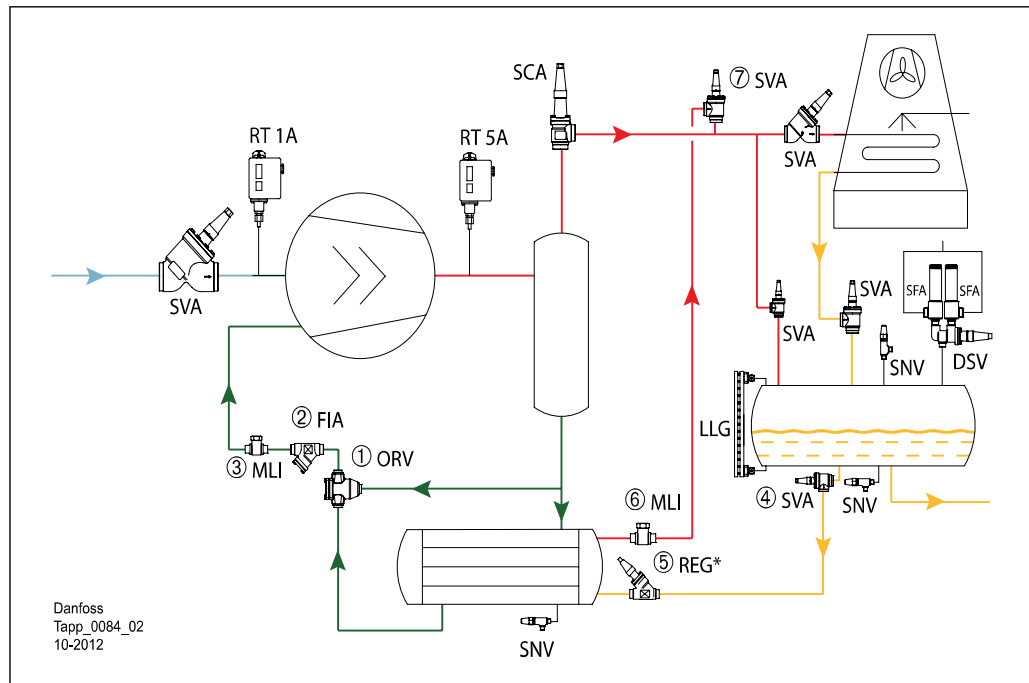 SCA
⑦ SVA
RT 1A
RT 5A
SVA
SVA
SVA
SVA
SFA
SFA
SNV
DSV
LLG
② FIA
① ORV
③ MLI
④ SVA
SNV
⑥ MLI
⑤ REG*
SNV
Danfoss
Tapp_0084_02
10-2012